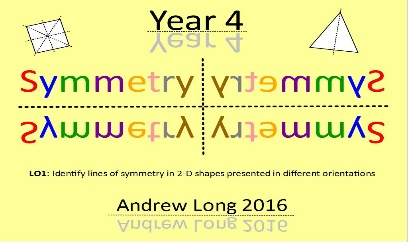 Year 4
Symmetry
LO1: Identify lines of symmetry in 2-D shapes presented in different orientations
Andrew Long 2016